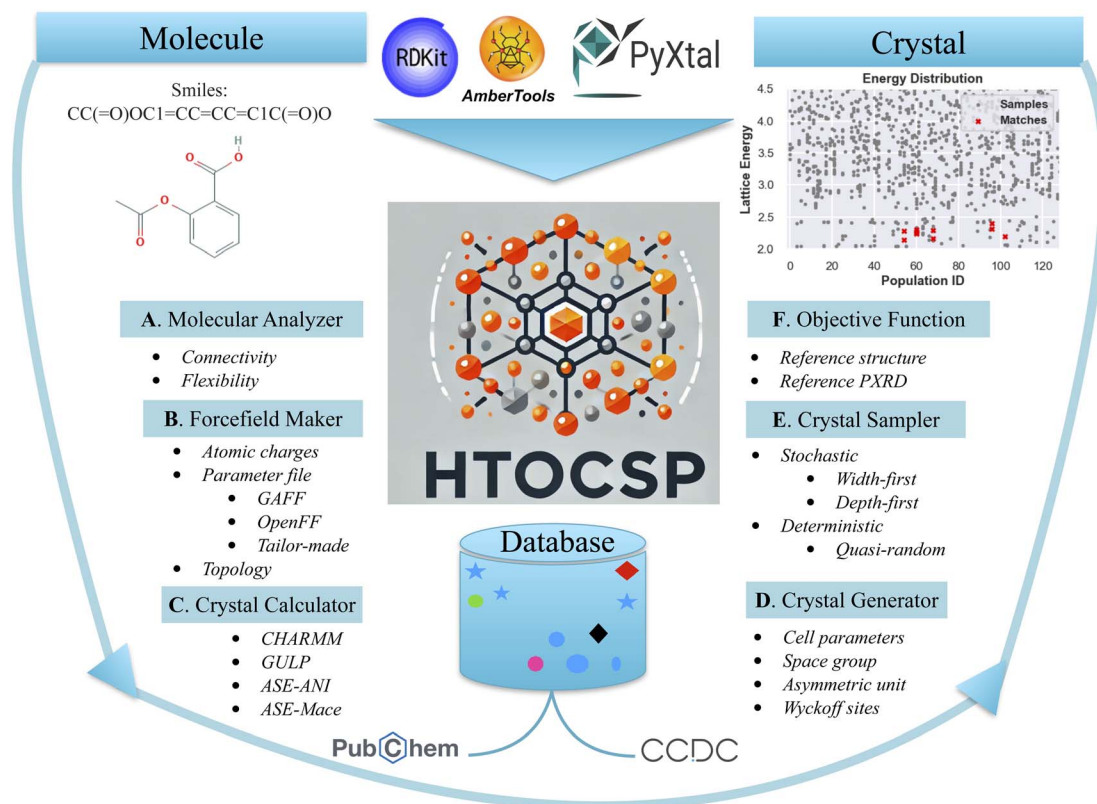 Molecule
Smiles:
CC(=O)OC1=CC=CC=C1C(=O)O
H
O
O
O
O
A. Molecular Analyzer
• Connectivity
• Flexibility
B. Forcefield Maker
• Atomic charges
• Parameter file
• GAFF
• OpenFF
• Tailor-made
• Topology
C. Crystal Calculator
• CHARMM
• GULP
• ASE-ANI
• ASE-Mace
RDKit
AmberTools
PyXtal
HTOCSP
Database
PubChem
CCDC
Crystal
Energy Distribution
Samples
Matches
Lattice Energy
4.5
4.0
3.5
3.0
2.5
2.0
0 20 40 60 80 100 120
Population ID
F. Objective Function
• Reference structure
• Reference PXRD
E. Crystal Sampler
• Stochastic
• Width-first
• Depth-first
• Deterministic
• Quasi-random
D. Crystal Generator
• Cell parameters
• Space group
• Asymmetric unit
• Wyckoff sites